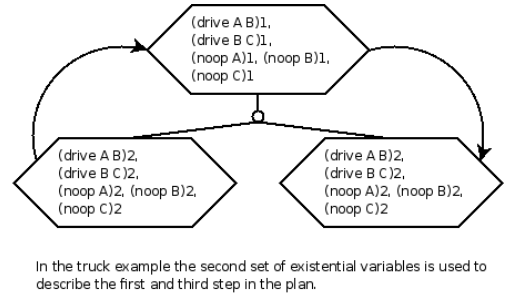 (drive A B)1,
(drive B C)1,
(noop A)1, (noop B)1,
(noop C)1
(drive A B)2,
(drive B C)2,
(noop A)2, (noop B)2,
(noop C)2
(drive A B)2,
(drive B C)2,
(noop A)2, (noop B)2,
(noop C)2
In the truck example the second set of existential variables is used to
describe the first and third step in the plan.